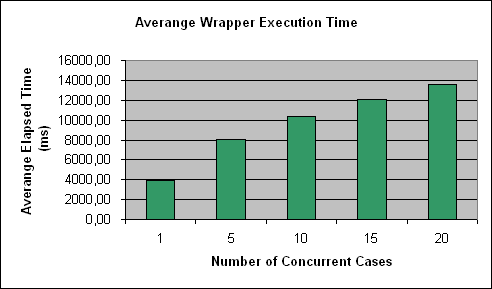 Averange Wrapper Execution Time
Averange Elapsed Time
(ms)
16000,00
14000,00
12000,00
10000,00
8000,00
6000,00
4000,00
2000,00
0,00
1 5 10 15 20
Number of Concurrent Cases